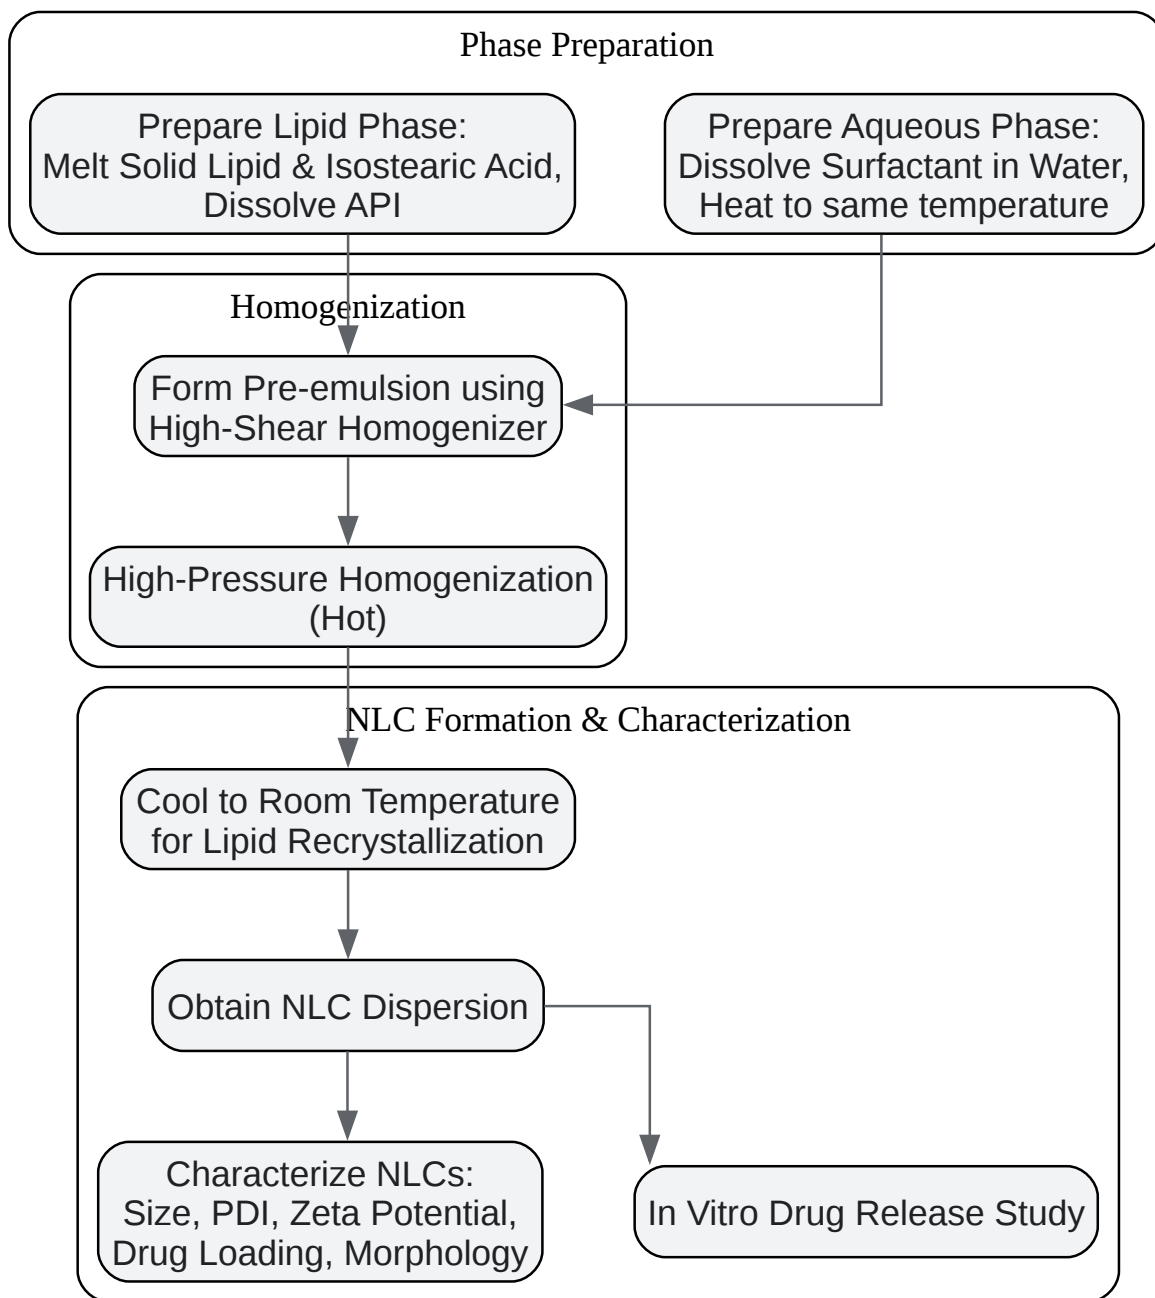 Phase Preparation
Prepare Lipid Phase:
Melt Solid Lipid & Isostearic Acid,
Dissolve API
Prepare Aqueous Phase:
Dissolve Surfactant in Water,
Heat to same temperature
Homogenization
Form Pre-emulsion using
High-Shear Homogenizer
High-Pressure Homogenization
(Hot)
NLC Formation & Characterization
Cool to Room Temperature
for Lipid Recrystallization
Obtain NLC Dispersion
Characterize NLCs:
Size, PDI, Zeta Potential,
Drug Loading, Morphology
In Vitro Drug Release Study